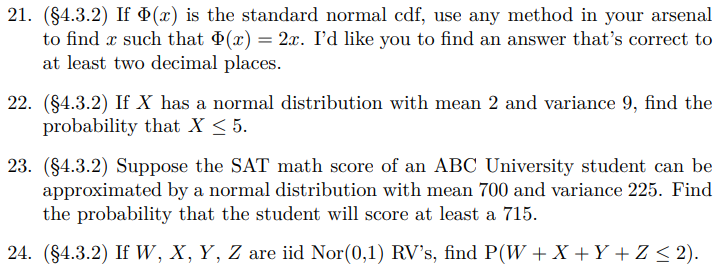 21. (§4.3.2) If Φ(x) is the standard normal cdf, use any method in your arsenal
to find x such that Φ(x) = 2x. I'd like you to find an answer that's correct to
at least two decimal places.
22. (§4.3.2) If X has a normal distribution with mean 2 and variance 9, find the
probability that X ≤ 5.
23. (§4.3.2) Suppose the SAT math score of an ABC University student can be
approximated by a normal distribution with mean 700 and variance 225. Find
the probability that the student will score at least a 715.
24. (§4.3.2) If W, X, Y, Z are iid Nor(0,1) RV's, find P(W + X + Y + Z ≤ 2).